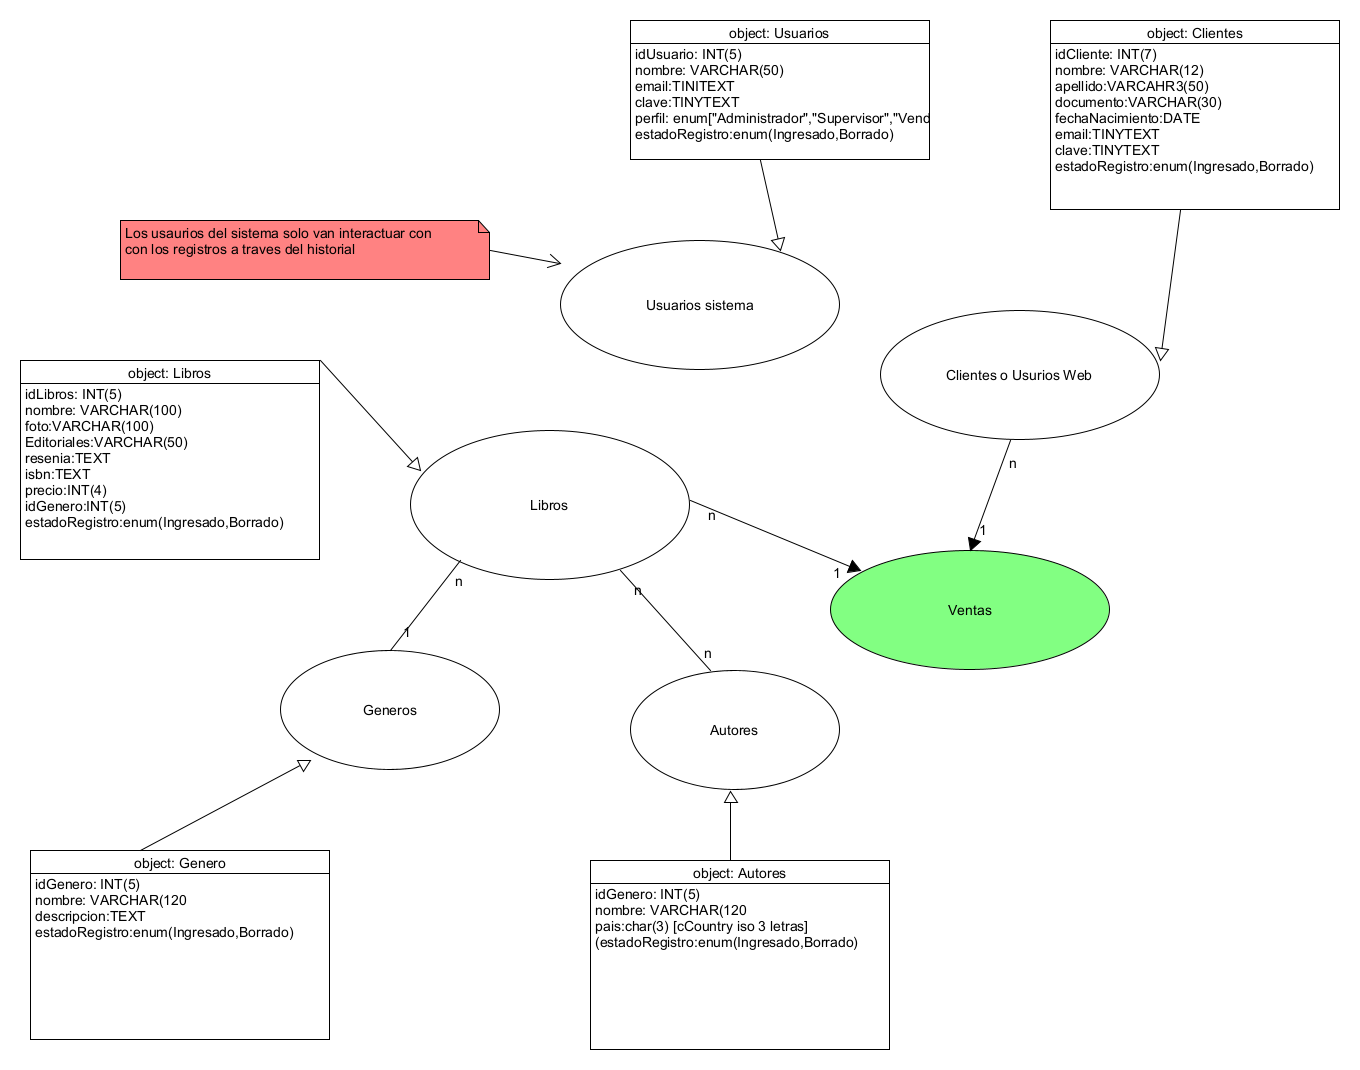 object: Usuarios
idUsuario: INT(5)
nombre: VARCHAR(50)
email:TINITEXT
clave:TINYTEXT
perfil: enum["Administrador","Supervisor","Vend
estadoRegistro:enum(Ingresado,Borrado)
object: Clientes
idCliente: INT(7)
nombre: VARCHAR(12)
apellido:VARCAHR3(50)
documento:VARCHAR(30)
fechaNacimiento:DATE
email:TINYTEXT
clave:TINYTEXT
estadoRegistro:enum(Ingresado,Borrado)
Los usaurios del sistema solo van interactuar con
con los registros a traves del historial
Usuarios sistema
Clientes o Usurios Web
object: Libros
idLibros: INT(5)
nombre: VARCHAR(100)
foto:VARCHAR(100)
Editoriales:VARCHAR(50)
resenia:TEXT
isbn:TEXT
precio:INT(4)
idGenero:INT(5)
estadoRegistro:enum(Ingresado,Borrado)
Libros
n
1
n
1
Ventas
n
1
n
n
Generos
Autores
object: Genero
idGenero: INT(5)
nombre: VARCHAR(120
descripcion:TEXT
estadoRegistro:enum(Ingresado,Borrado)
object: Autores
idGenero: INT(5)
nombre: VARCHAR(120
pais:char(3) [cCountry iso 3 letras]
(estadoRegistro:enum(Ingresado,Borrado)